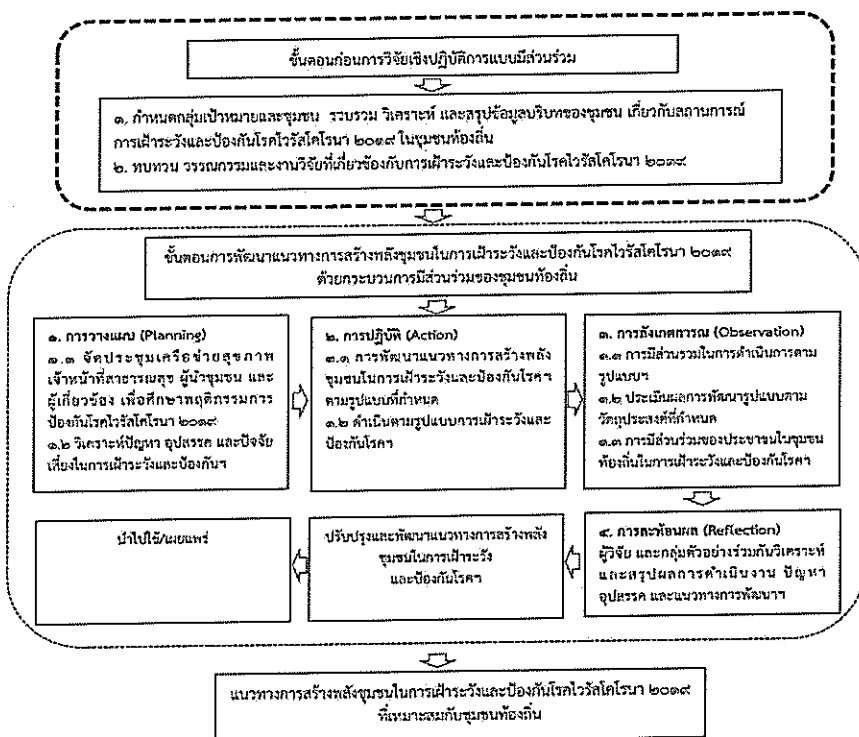 ขั้นตอนก่อนการวิจัยเชิงปฏิบัติการแบบมีส่วนร่วม
๑. กำหนดกลุ่มเป้าหมายและชุมชน รวบรวม วิเคราะห์ และสรุปข้อมูลบริบทของชุมชน เกี่ยวกับสถานการณ์
การเฝ้าระวังและป้องกันโรคไวรัสโคโรนา ๒๐๑๙ ในชุมชนท้องถิ่น
๒. ทบทวน วรรณกรรมและงานวิจัยที่เกี่ยวข้องกับการเฝ้าระวังและป้องกันโรคไวรัสโคโรนา ๒๐๑๙
ขั้นตอนการพัฒนาแนวทางการสร้างพลังชุมชนในการเฝ้าระวังและป้องกันโรคไวรัสโคโรนา ๒๐๑๙
ด้วยกระบวนการมีส่วนร่วมของชุมชนท้องถิ่น
๑. การวางแผน (Planning)
๑.๑ จัดประชุมเครือข่ายสุขภาพ
เจ้าหน้าที่สาธารณสุข ผู้นำชุมชน และ
ผู้เกี่ยวข้อง เพื่อศึกษาพฤติกรรมการ
ป้องกันโรคไวรัสโคโรนา ๒๐๑๙
๑.๒ วิเคราะห์ปัญหา อุปสรรค และปัจจัย
เสี่ยงในการเฝ้าระวังและป้องกันฯ
๒. การปฏิบัติ (Action)
๑.๑ การพัฒนาแนวทางการสร้างพลัง
ชุมชนในการเฝ้าระวังและป้องกันโรคฯ
ตามรูปแบบที่กำหนด
๑.๒ ดำเนินตามรูปแบบการเฝ้าระวังและ
ป้องกันโรคฯ
๓. การสังเกตการณ (Observation)
๑.๑ การมีส่วนรวมในการดำเนินการตาม
รูปแบบฯ
๑.๒ ประเมินผลการพัฒนารูปแบบตาม
วัตถุประสงค์ที่กำหนด
๑.๓ การมีส่วนร่วมของประชาชนในชุมชน
ท้องถิ่นในการเฝ้าระวังและป้องกันโรคฯ
๔. การสะท้อนผล (Reflection)
ผู้วิจัย และกลุ่มตัวอย่างร่วมกันวิเคราะห์
และสรุปผลการดำเนินงาน ปัญหา
อุปสรรค และแนวทางการพัฒนาฯ
ปรับปรุงและพัฒนาแนวทางการสร้างพลัง
ชุมชนในการเฝ้าระวัง
และป้องกันโรคฯ
นำไปใช้/เผยแพร่
แนวทางการสร้างพลังชุมชนในการเฝ้าระวังและป้องกันโรคไวรัสโคโรนา ๒๐๑๙
ที่เหมาะสมกับชุมชนท้องถิ่น